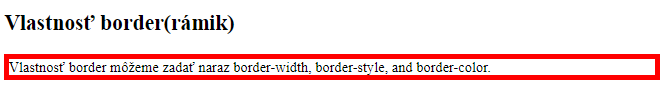 Vlastnosť border(rámik)
Vlastnosť border môžeme zadať naraz border-width, border-style, and border-color.